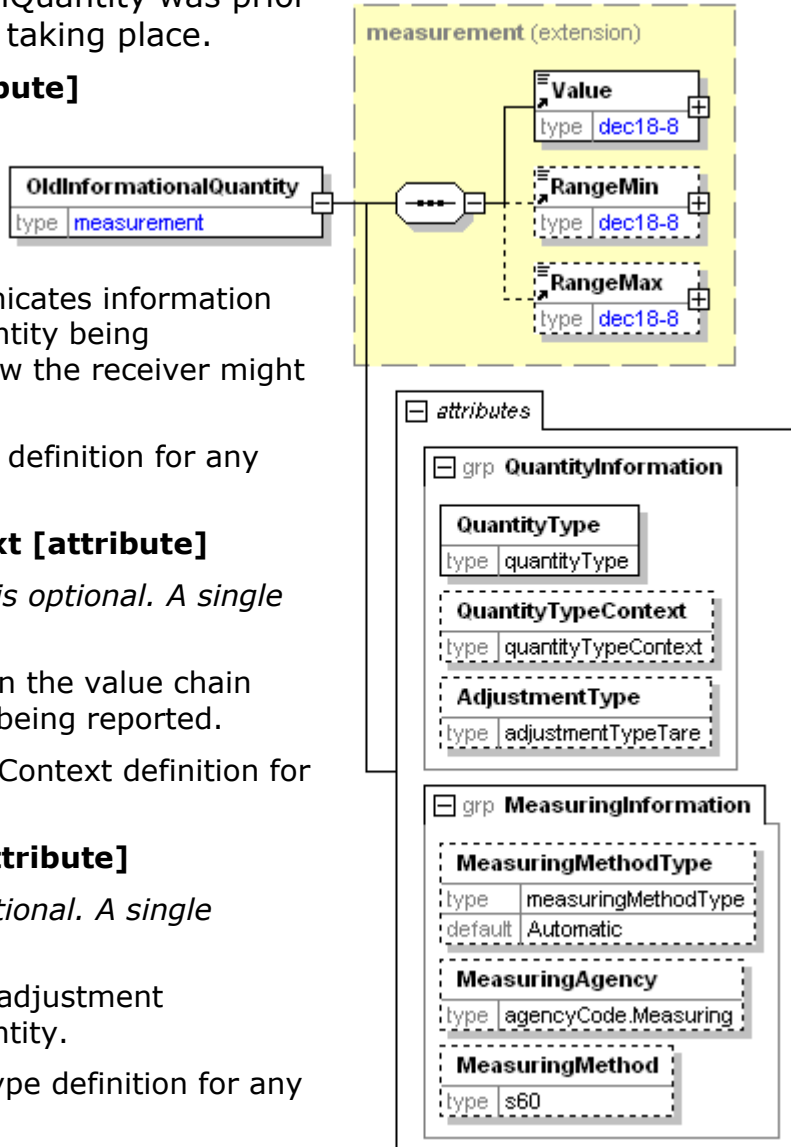 nQuantity was prior
taking place.
bute]
nicates information
ntity being
w the receiver might
definition for any
xt [attribute]
is optional. A single
n the value chain
being reported.
Context definition for
ttribute]
tional. A single
adjustment
ntity.
ype definition for any
measurement (extension)
Value
type dec18-8
OldInformationalQuantity
type measurement
RangeMin
type dec18-8
RangeMax
type dec18-8
attributes
grp QuantityInformation
QuantityType
type quantityType
QuantityTypeContext
type quantityTypeContext
AdjustmentType
type adjustmentTypeTare
grp MeasuringInformation
MeasuringMethodType
type measuringMethodType
default Automatic
MeasuringAgency
type agencyCode.Measuring
MeasuringMethod
type s60